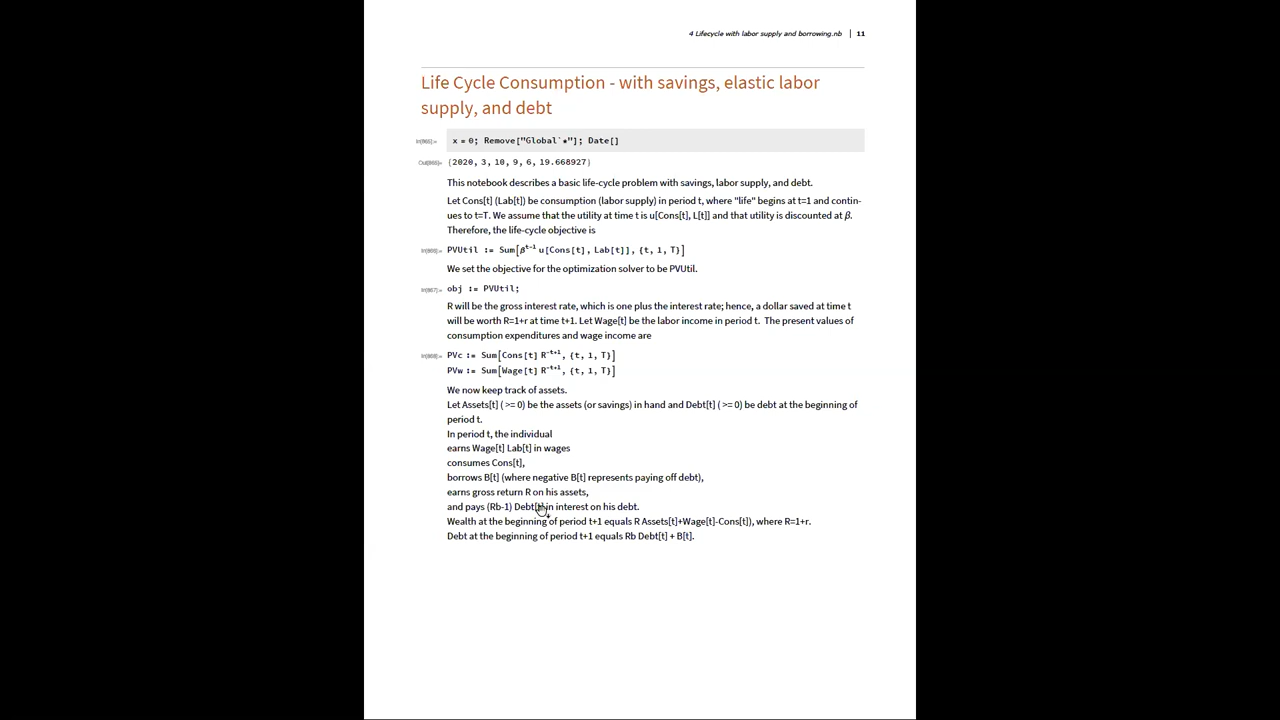 4 Lifecycle with labor supply and borrowing.nb | 11
Life Cycle Consumption - with savings, elastic labor
supply, and debt
In[865]:= x = 0; Remove["Global`*"]; Date[]
Out[865]= {2020, 3, 10, 9, 6, 19.668927}
This notebook describes a basic life-cycle problem with savings, labor supply, and debt.
Let Cons[t] (Lab[t]) be consumption (labor supply) in period t, where "life" begins at t=1 and contin-
ues to t=T. We assume that the utility at time t is u[Cons[t], L[t]] and that utility is discounted at β.
Therefore, the life-cycle objective is
In[866]:= PVUtil := Sum[β^t-1 u[Cons[t], Lab[t]], {t, 1, T}]
We set the objective for the optimization solver to be PVUtil.
In[867]:= obj := PVUtil;
R will be the gross interest rate, which is one plus the interest rate; hence, a dollar saved at time t
will be worth R=1+r at time t+1. Let Wage[t] be the labor income in period t. The present values of
consumption expenditures and wage income are
In[868]:= PVc := Sum[Cons[t] R^-t+1, {t, 1, T}]
PVw := Sum[Wage[t] R^-t+1, {t, 1, T}]
We now keep track of assets.
Let Assets[t] ( >= 0) be the assets (or savings) in hand and Debt[t] ( >= 0) be debt at the beginning of
period t.
In period t, the individual
earns Wage[t] Lab[t] in wages
consumes Cons[t],
borrows B[t] (where negative B[t] represents paying off debt),
earns gross return R on his assets,
and pays (Rb-1) Debt[t] in interest on his debt.
Wealth at the beginning of period t+1 equals R Assets[t]+Wage[t]-Cons[t]), where R=1+r.
Debt at the beginning of period t+1 equals Rb Debt[t] + B[t].